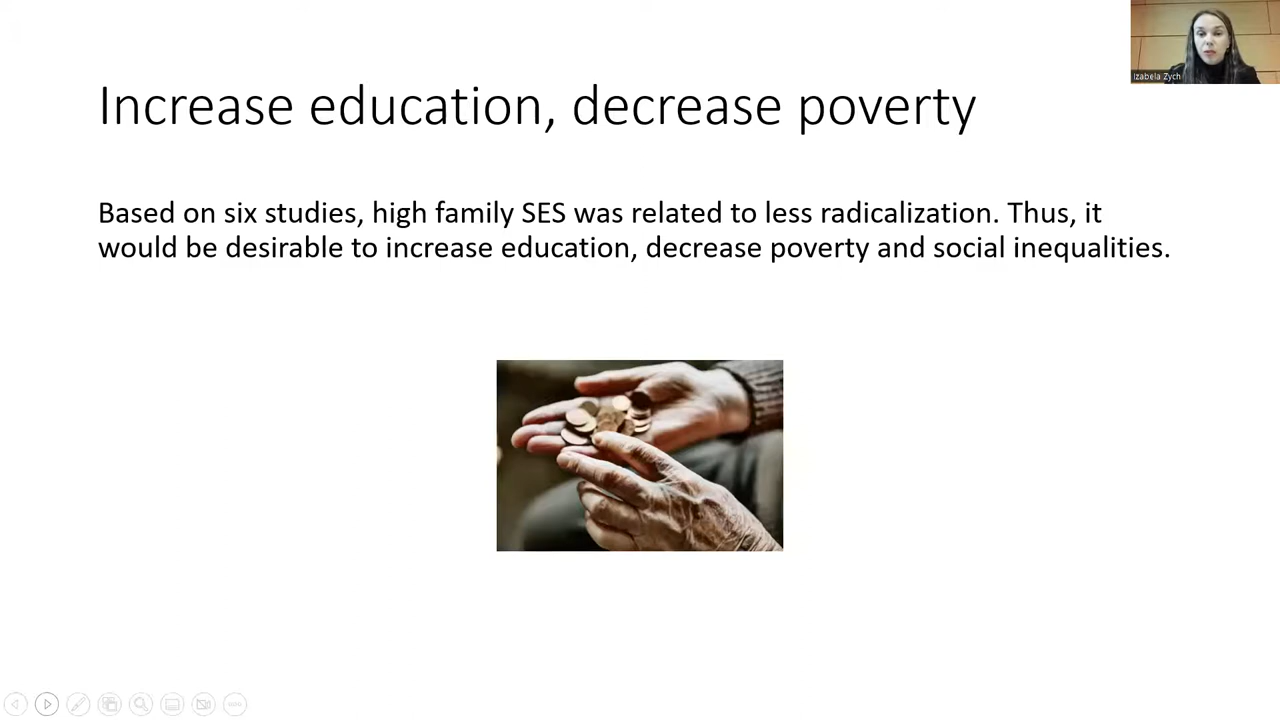 Izabela Zych
Increase education, decrease poverty
Based on six studies, high family SES was related to less radicalization. Thus, it
would be desirable to increase education, decrease poverty and social inequalities.